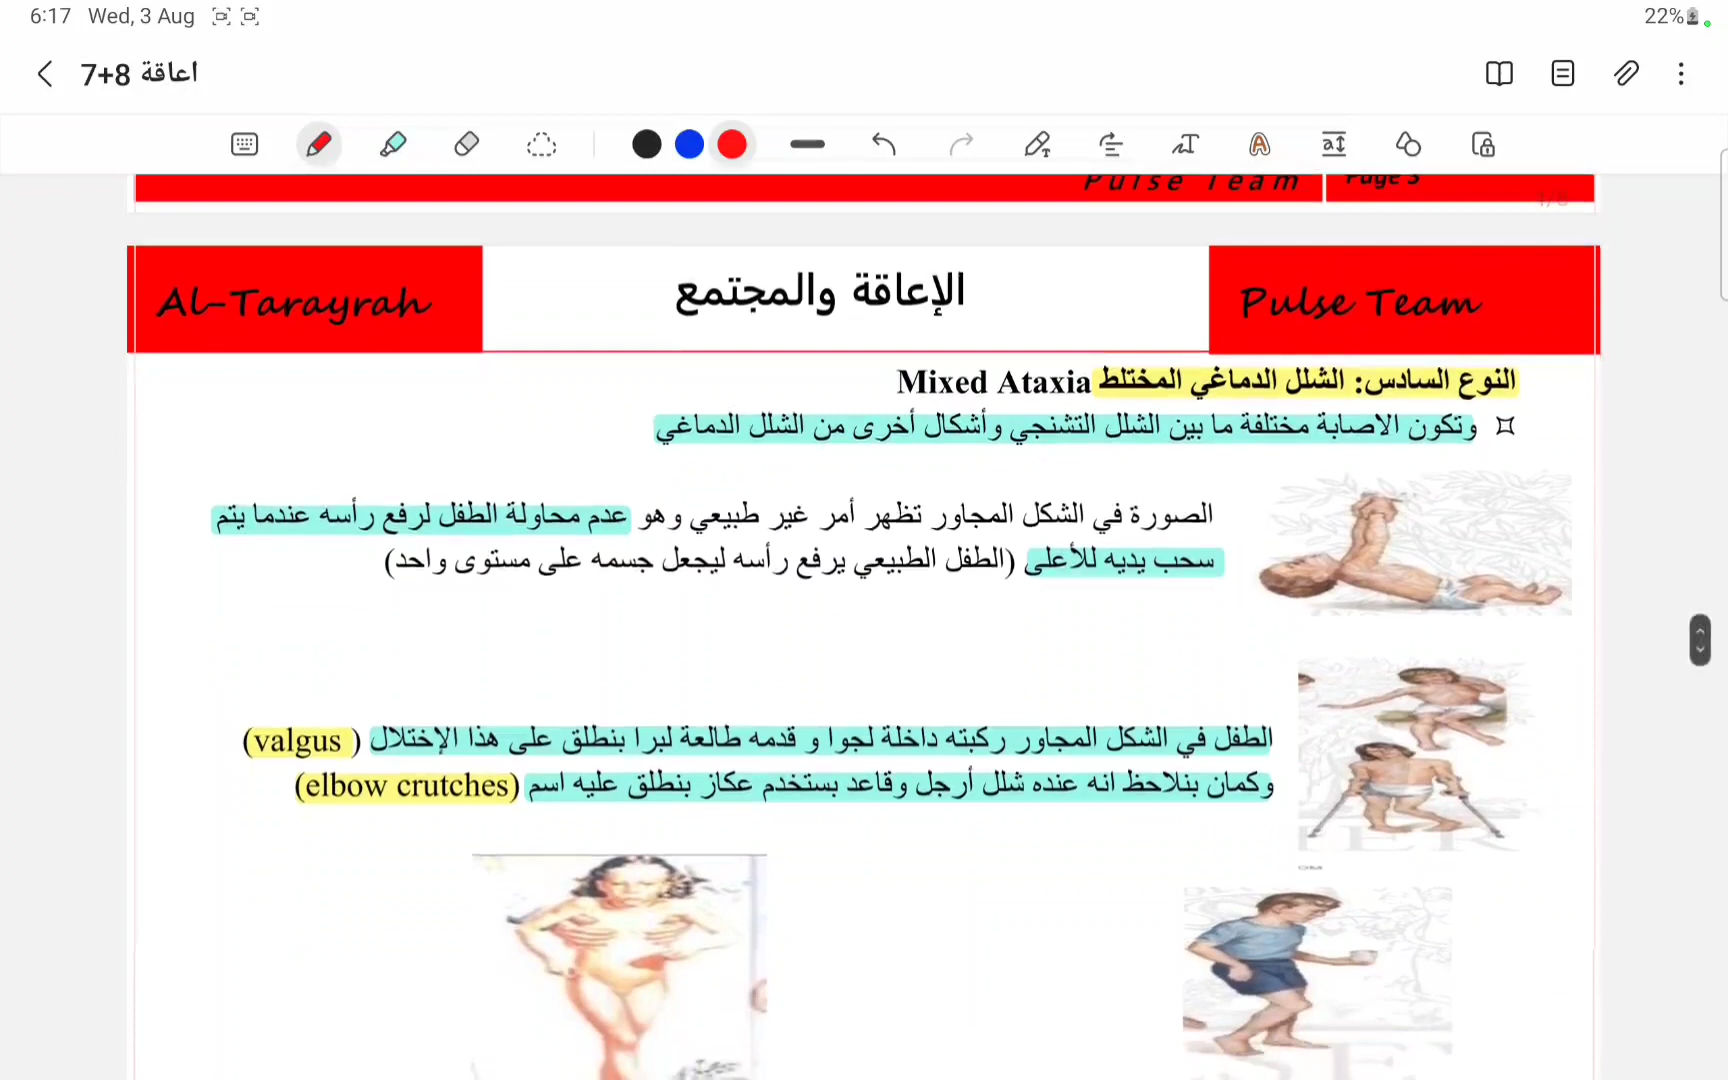 6:17 Wed, 3 Aug 22%
اعاقة 7+8
Pulse Team Page 3
Al-Tarayrah الإعاقة والمجتمع Pulse Team
النوع السادس: الشلل الدماغي المختلط Mixed Ataxia
وتكون الاصابة مختلفة ما بين الشلل التشنجي وأشكال أخرى من الشلل الدماغي
الصورة في الشكل المجاور تظهر أمر غير طبيعي وهو عدم محاولة الطفل لرفع رأسه عندما يتم
سحب يديه للأعلى (الطفل الطبيعي يرفع رأسه ليجعل جسمه على مستوى واحد)
الطفل في الشكل المجاور ركبته داخلة لجوا و قدمه طالعة لبرا بنطلق على هذا الإختلال ( valgus)
وكمان بنلاحظ انه عنده شلل أرجل وقاعد بستخدم عكاز بنطلق عليه اسم (elbow crutches)